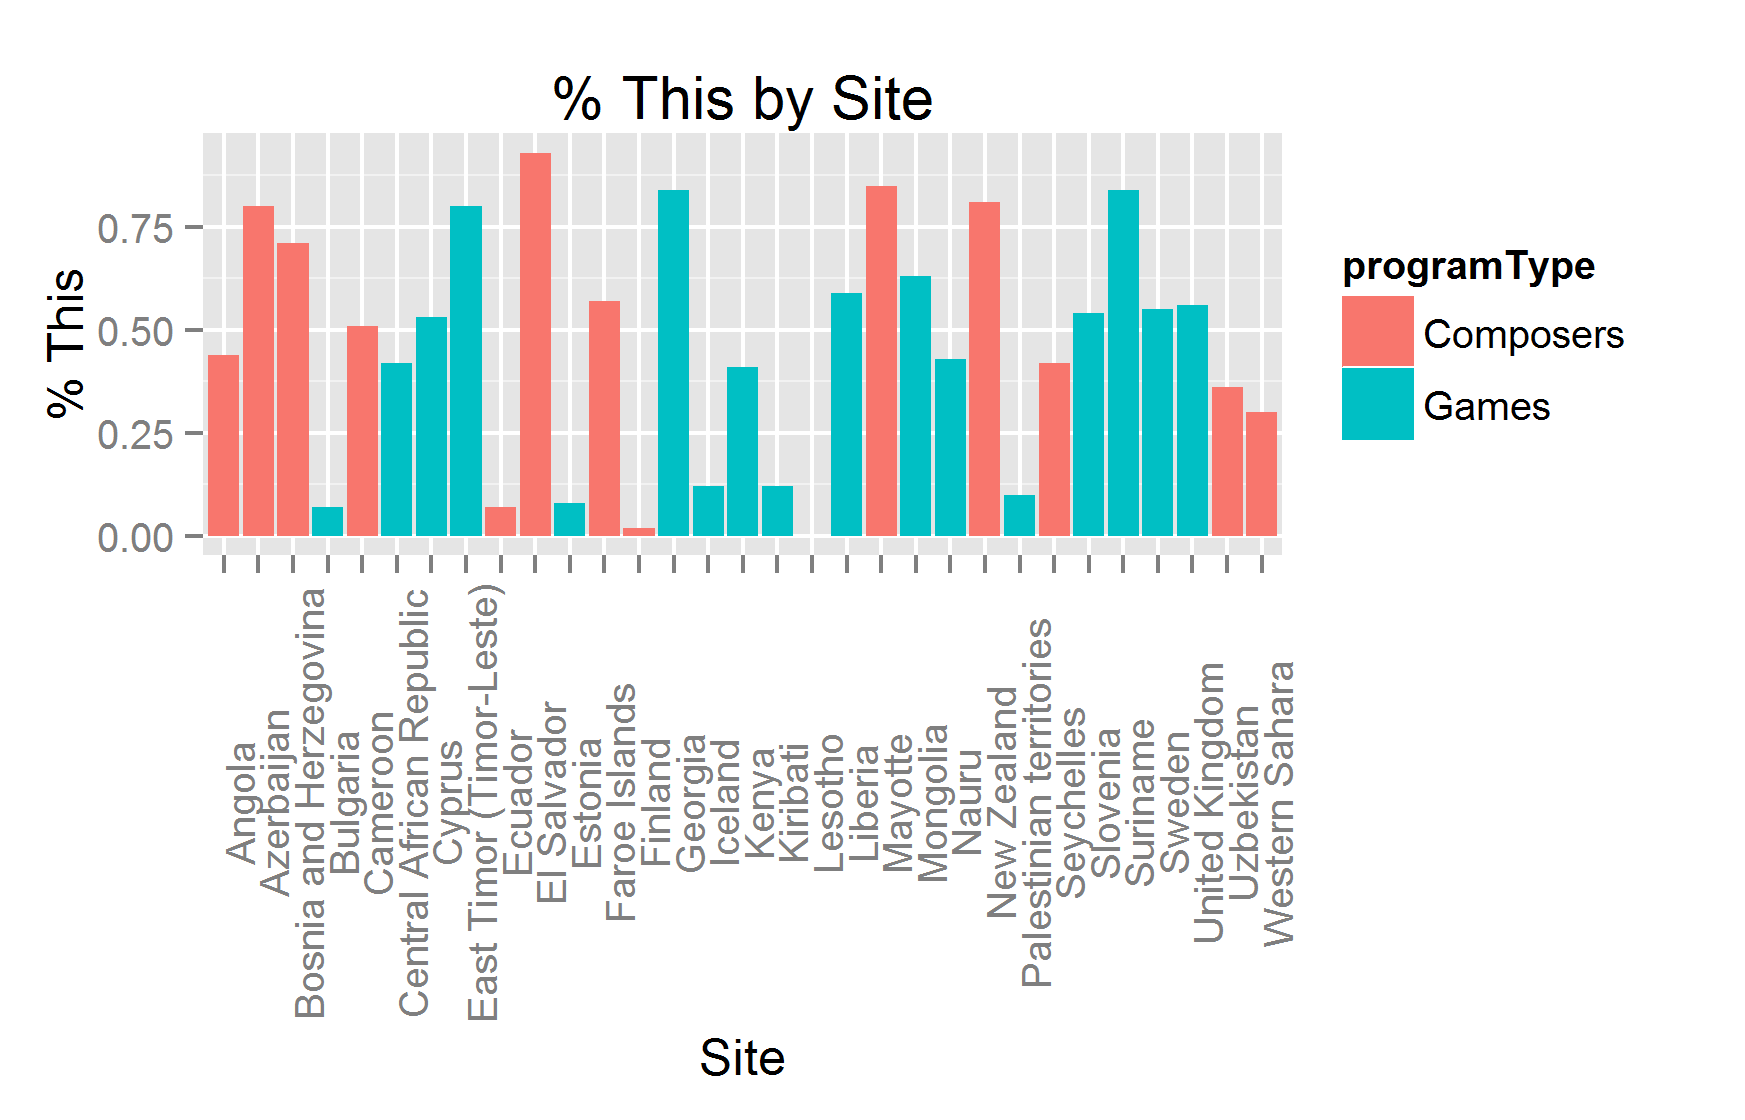 % This by Site
% This
0.75
0.50
0.25
0.00
Angola
Azerbaijan
Bosnia and Herzegovina
Bulgaria
Cameroon
Central African Republic
Cyprus
East Timor (Timor-Leste)
Ecuador
El Salvador
Estonia
Faroe Islands
Finland
Georgia
Iceland
Kenya
Kiribati
Lesotho
Liberia
Mayotte
Mongolia
Nauru
New Zealand
Palestinian territories
Seychelles
Slovenia
Suriname
Sweden
United Kingdom
Uzbekistan
Western Sahara
Site
programType
Composers
Games